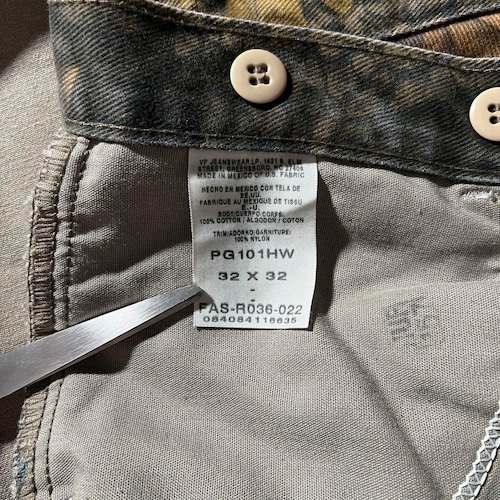 VF JEANSWEAR LP, 1421 S. ELM
STREET, GREENSBORO, NC 27406
MADE IN MEXICO OF U.S. FABRIC
HECHO EN MEXICO CON TELA DE
EE.UU.
FABRIQUE AU MEXIQUE DE TISSU
E.-U.
BODY/CUERPO/CORPS:
100% COTTON / ALGODON / COTON
TRIM/ADORNO/GARNITURE:
100% NYLON
PG101HW
32 X 32
-
-
FAS-R036-022
084084116635